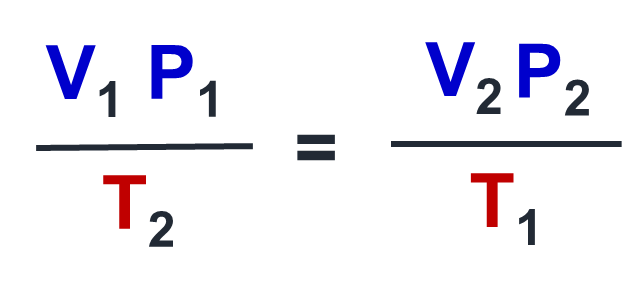 V₁ P₁ = V₂ P₂
T₂ T₁